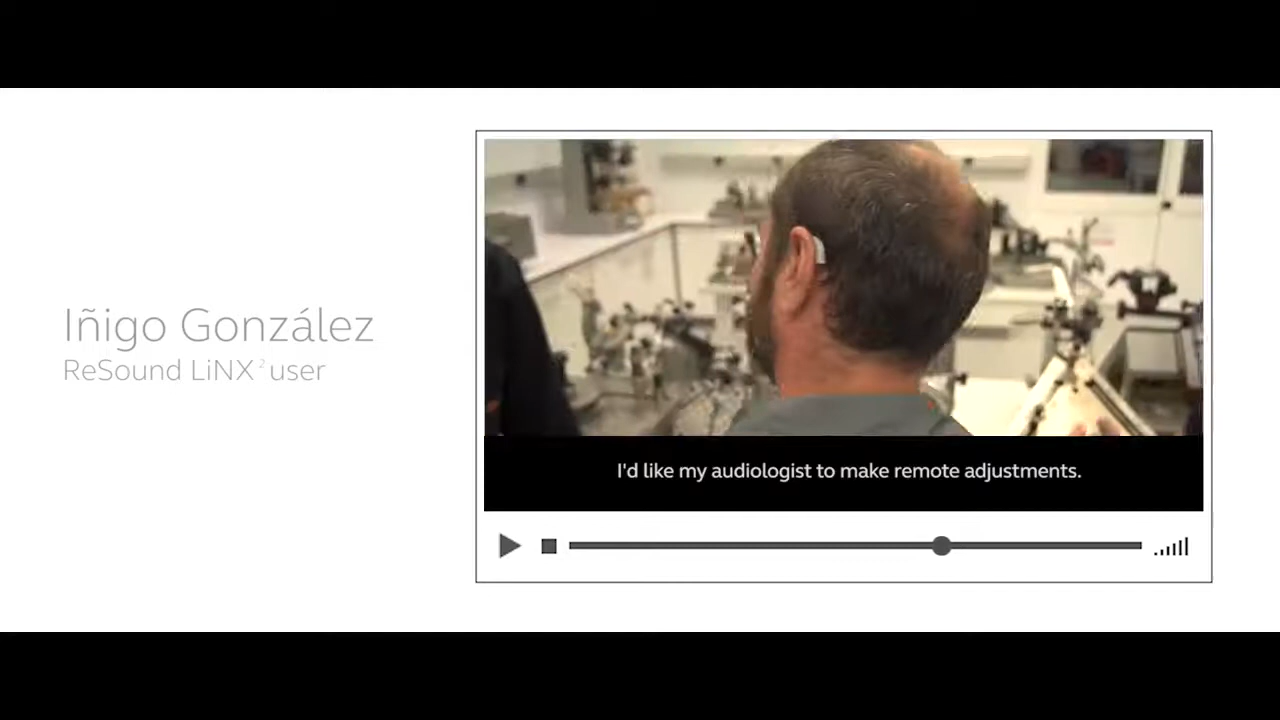 Iñigo González
ReSound LiNX² user
I'd like my audiologist to make remote adjustments.